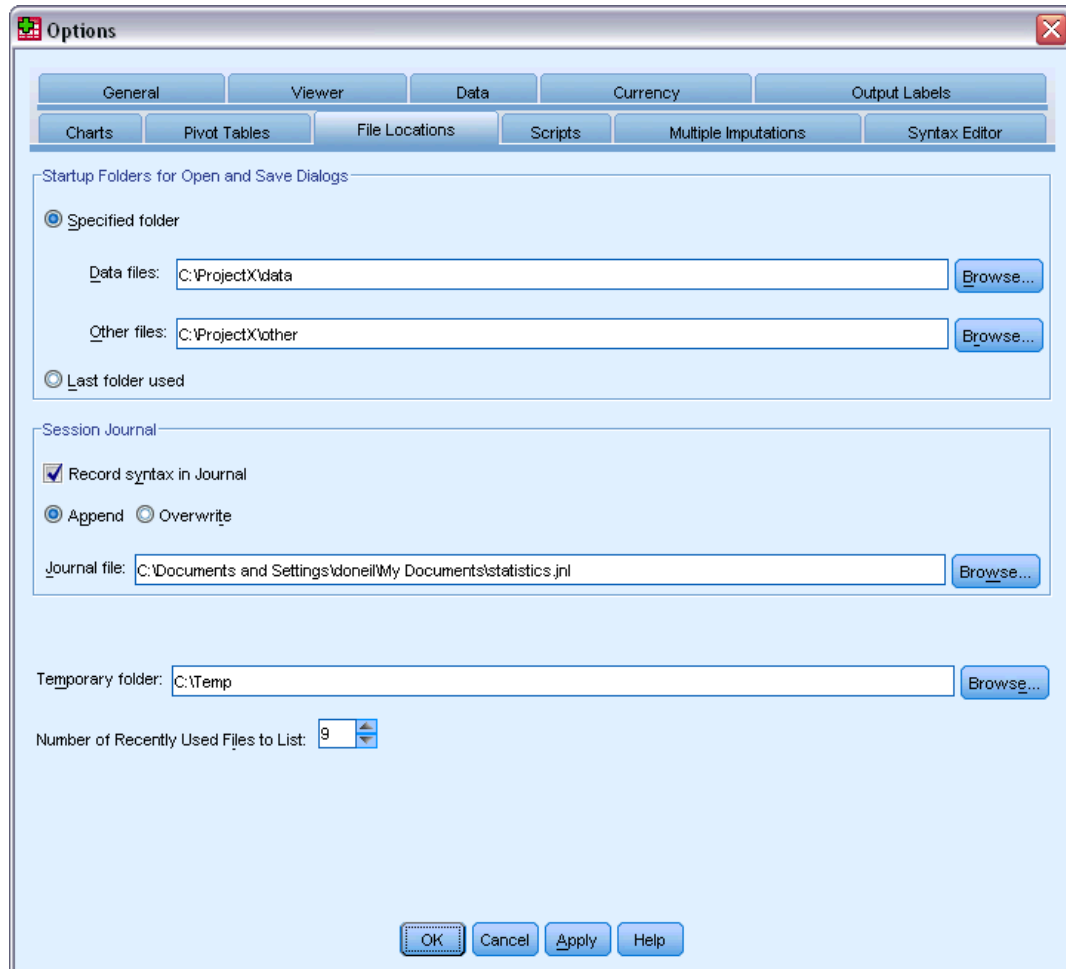 Options
General Viewer Data Currency Output Labels
Charts Pivot Tables File Locations Scripts Multiple Imputations Syntax Editor
Startup Folders for Open and Save Dialogs
Specified folder
Data files: C:\ProjectX\data Browse...
Other files: C:\ProjectX\other Browse...
Last folder used
Session Journal
Record syntax in Journal
Append Overwrite
Journal file: C:\Documents and Settings\doneil\My Documents\statistics.jnl Browse...
Temporary folder: C:\Temp Browse...
Number of Recently Used Files to List: 9
OK Cancel Apply Help